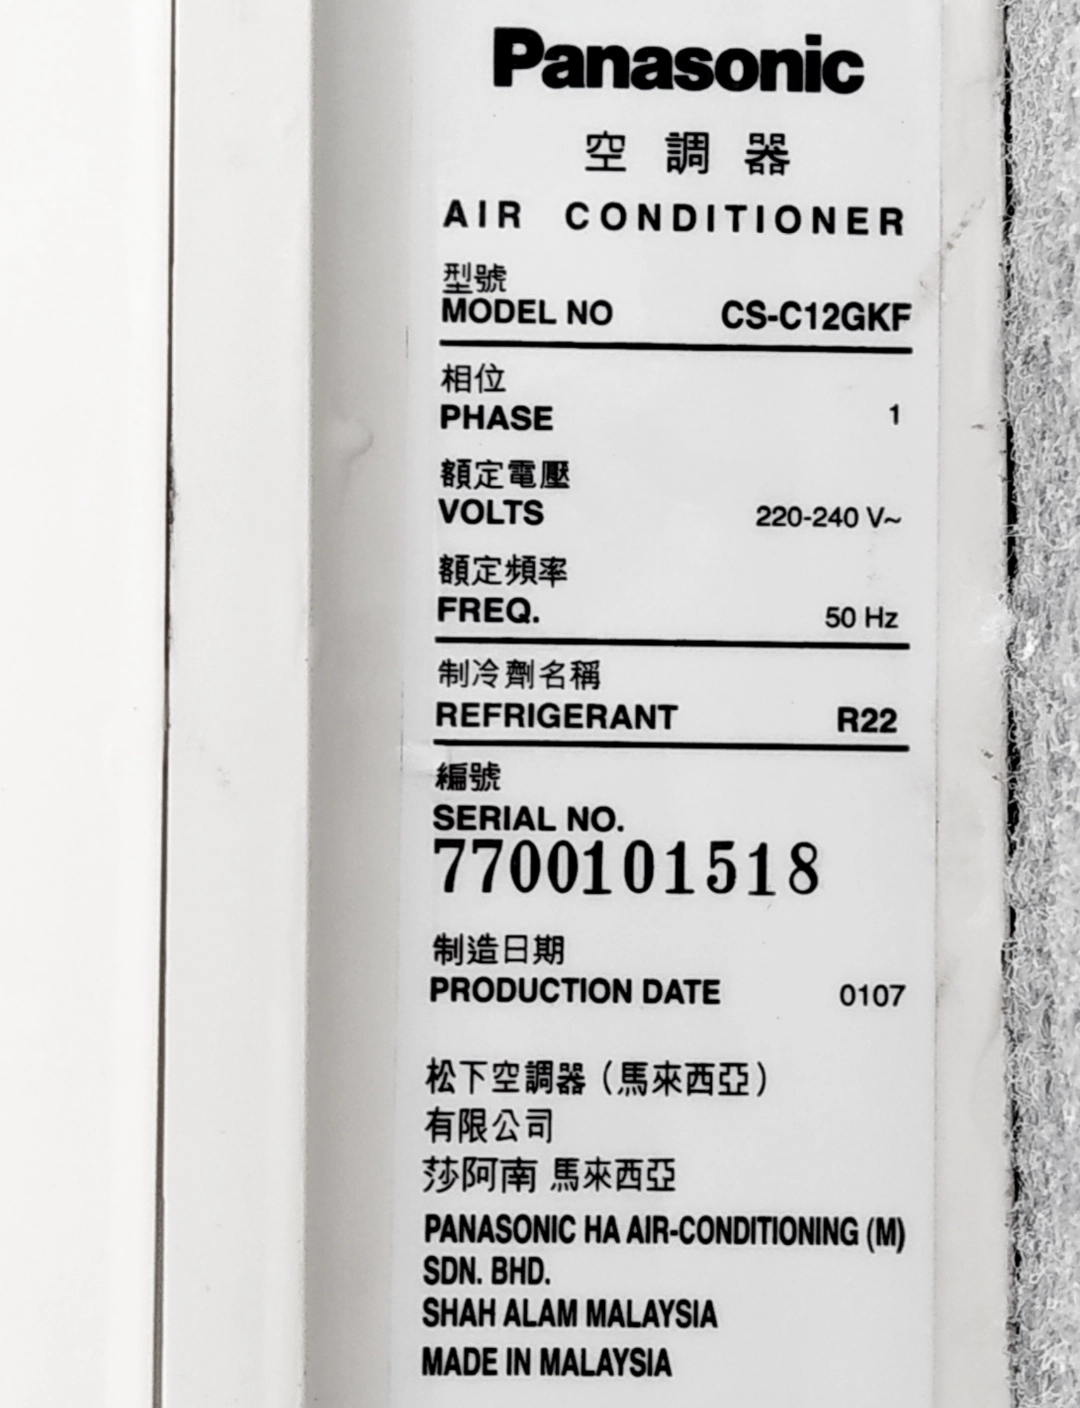 Panasonic
空調器
AIR CONDITIONER
型號
MODEL NO CS-C12GKF
相位
PHASE 1
額定電壓
VOLTS 220-240 V~
額定頻率
FREQ. 50 Hz
制冷劑名稱
REFRIGERANT R22
編號
SERIAL NO.
7700101518
制造日期
PRODUCTION DATE 0107
松下空調器（馬來西亞）
有限公司
莎阿南 馬來西亞
PANASONIC HA AIR-CONDITIONING (M)
SDN. BHD.
SHAH ALAM MALAYSIA
MADE IN MALAYSIA